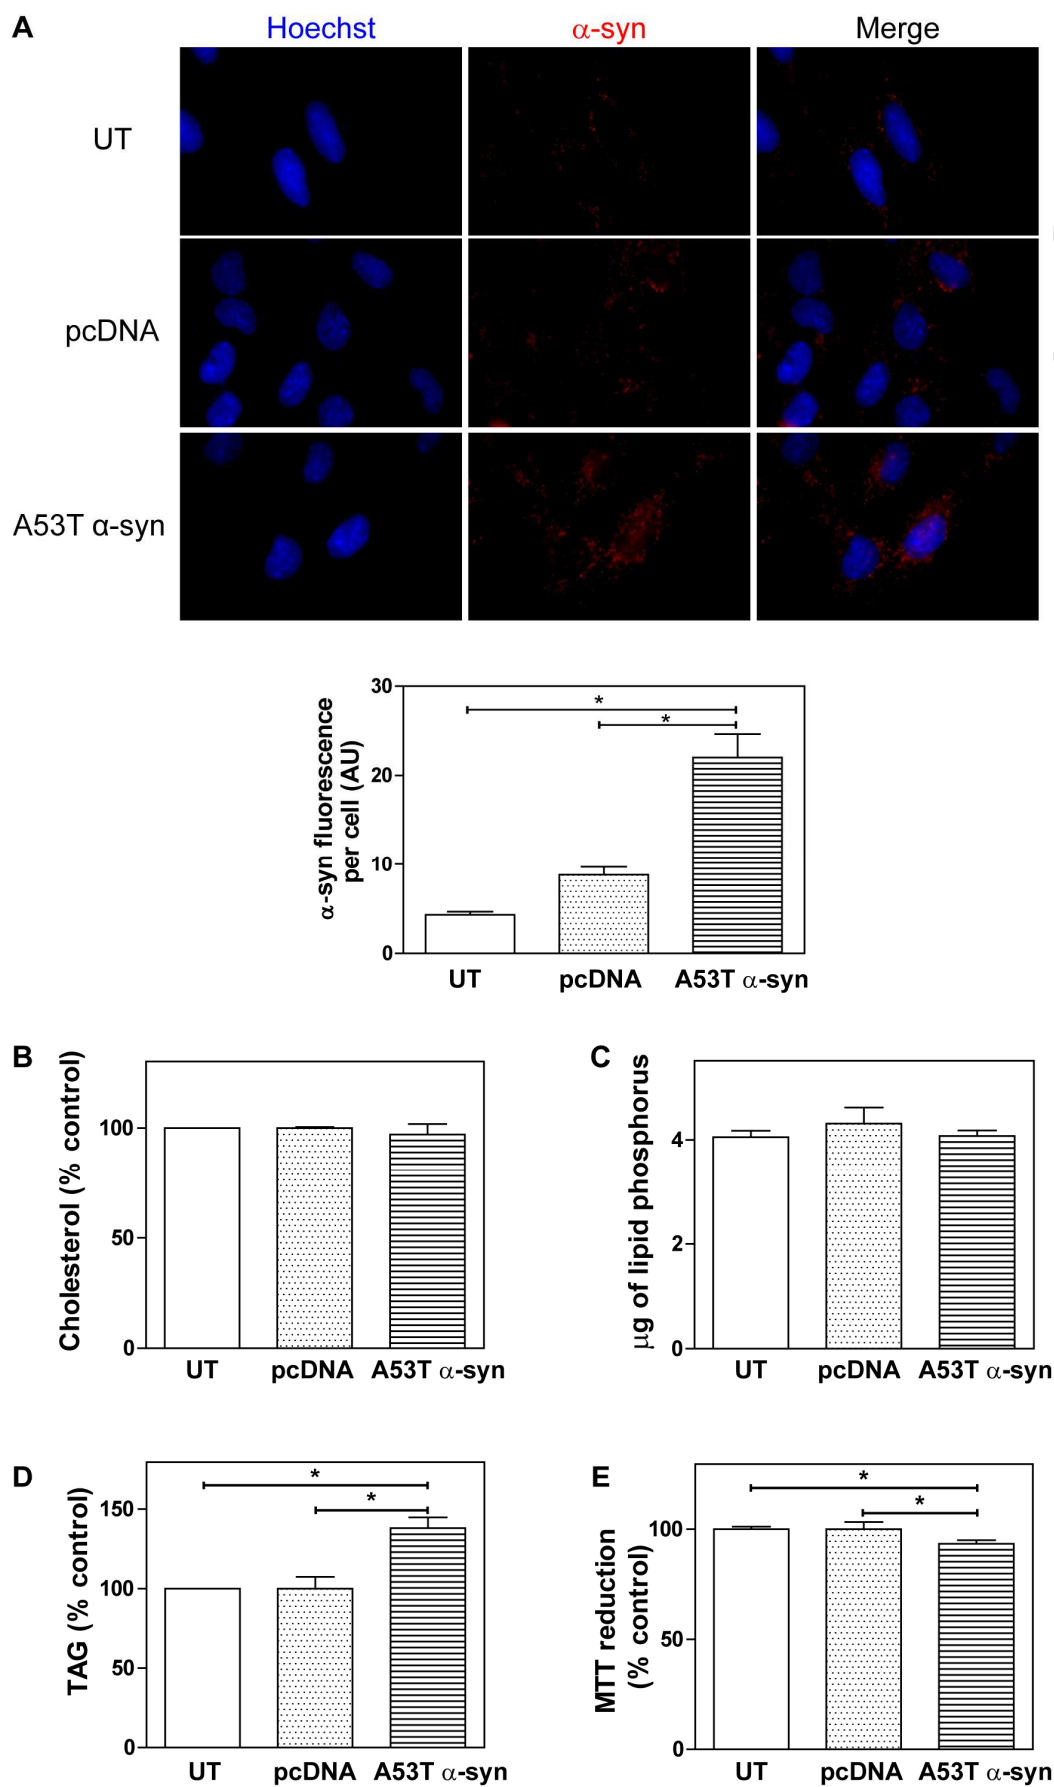 A
Hoechst α-syn Merge
UT
pcDNA
A53T α-syn
α-syn fluorescence
per cell (AU)
30
20
10
0
*
*
UT pcDNA A53T α-syn
B
Cholesterol (% control)
100
50
0
UT pcDNA A53T α-syn
C
μg of lipid phosphorus
4
2
0
UT pcDNA A53T α-syn
D
TAG (% control)
150
100
50
0
*
*
UT pcDNA A53T α-syn
E
MTT reduction
(% control)
100
50
0
*
*
UT pcDNA A53T α-syn